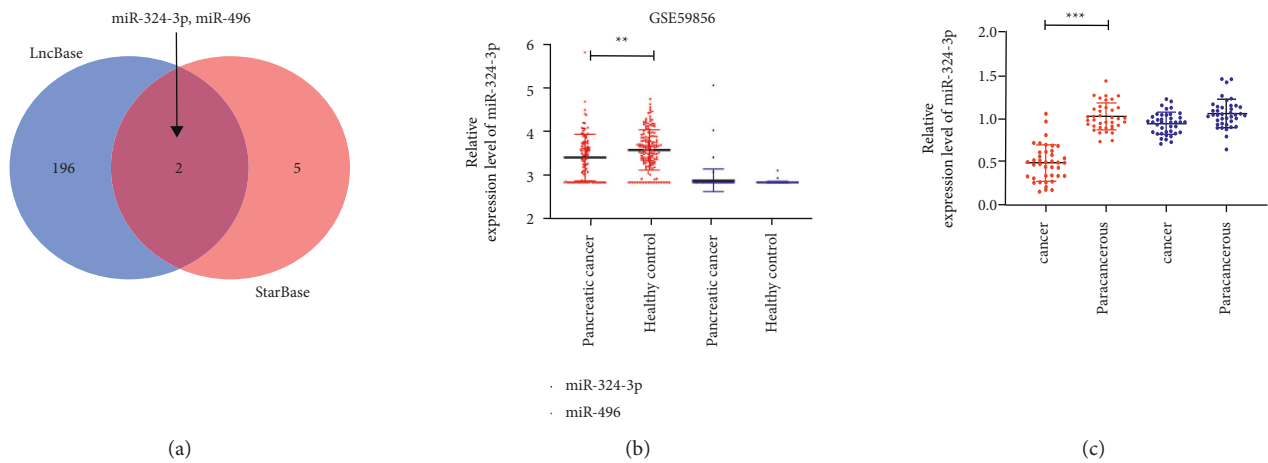 miR-324-3p, miR-496
LncBase
196
2
5
StarBase
(a)
GSE59856
Relative
expression level of miR-324-3p
6
5
4
3
2
**
Pancreatic cancer
Healthy control
Pancreatic cancer
Healthy control
· miR-324-3p
· miR-496
(b)
Relative
expression level of miR-324-3p
2.0
1.5
1.0
0.5
0.0
***
cancer
Paracancerous
cancer
Paracancerous
(c)